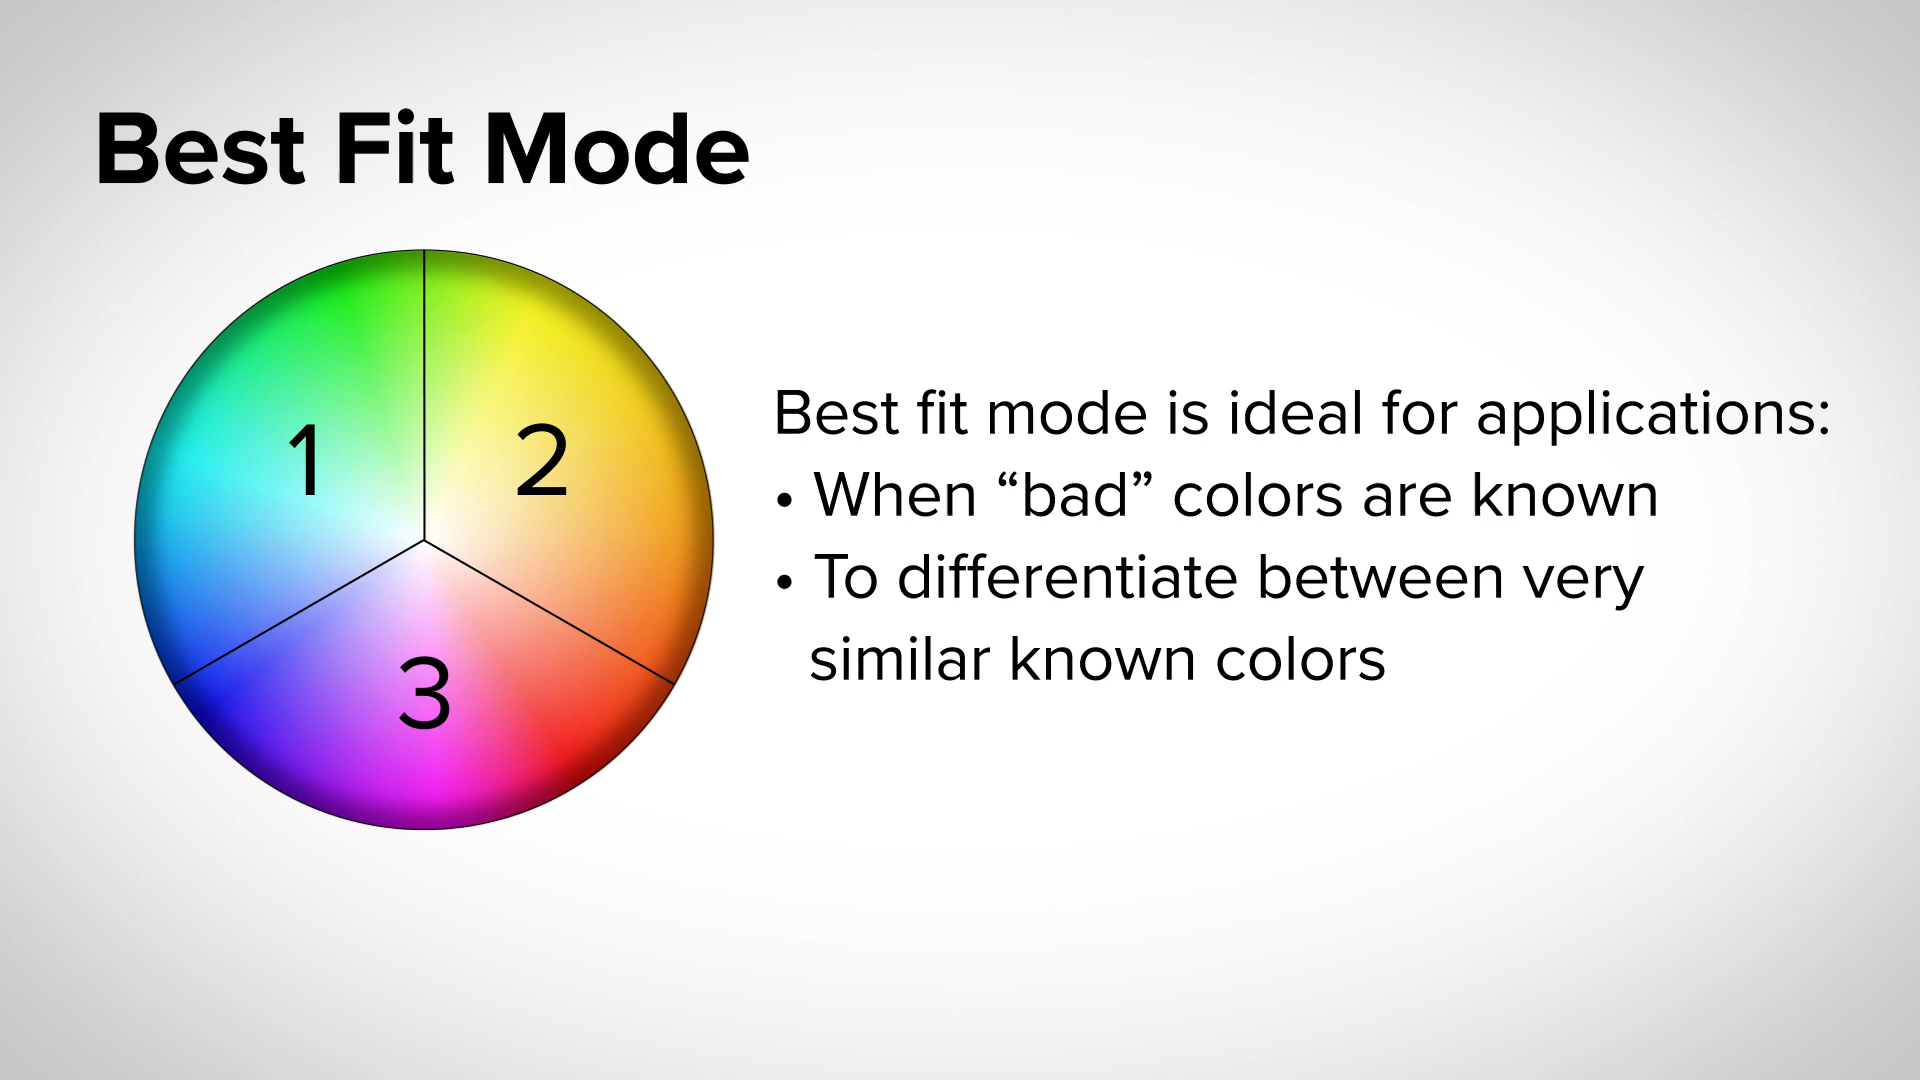 Best Fit Mode
1
2
3
Best fit mode is ideal for applications:
• When “bad” colors are known
• To differentiate between very
similar known colors